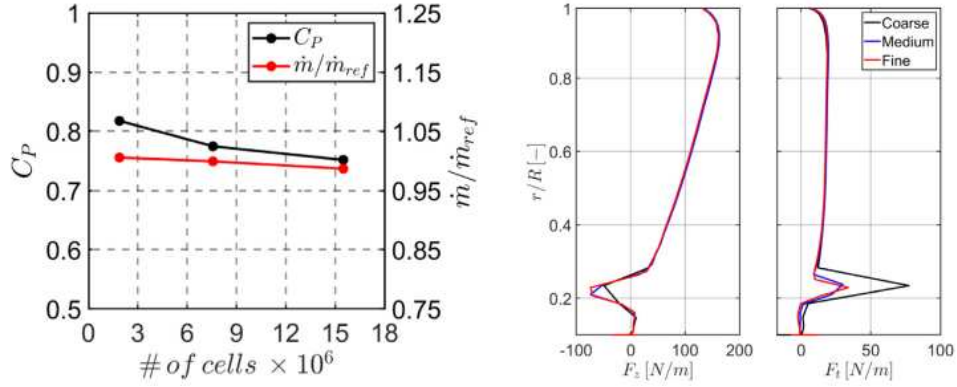 1
0.9
0.8
0.7
0.6
0.5
C_P
0 3 6 9 12 15 18
# of cells × 10^6
1.25
1.15
1.05
0.95
0.85
0.75
ṁ/ṁ_ref
C_P
ṁ/ṁ_ref
1
0.8
0.6
0.4
0.2
r/R [−]
-100 0 100 200
F_z [N/m]
0 50 100
F_t [N/m]
Coarse
Medium
Fine